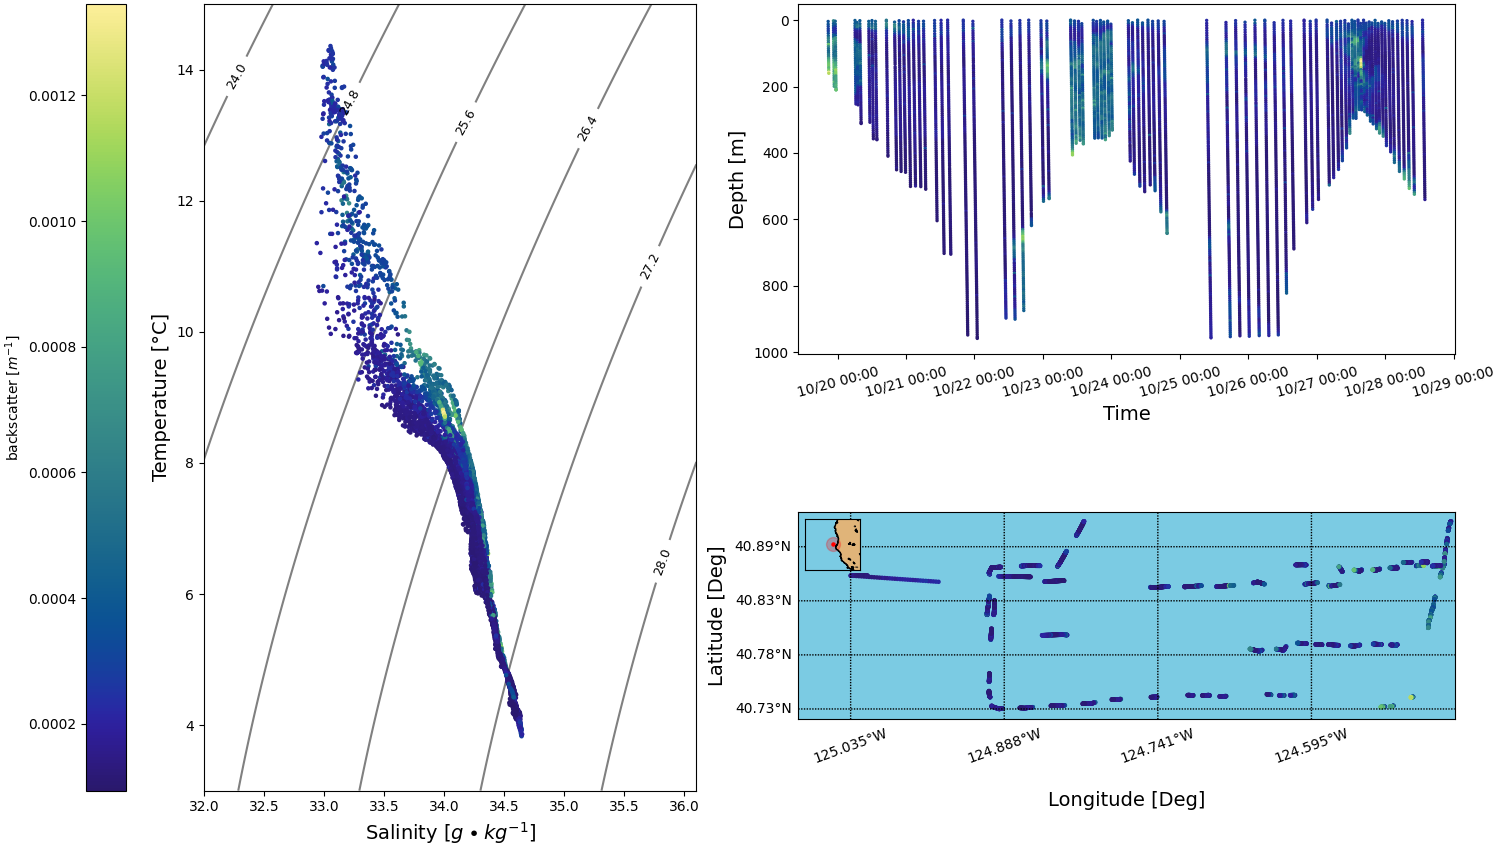 0.0012
0.0010
0.0008
0.0006
0.0004
0.0002
backscatter [m⁻¹]
14
12
10
8
6
4
Temperature [°C]
24.0
24.8
25.6
26.4
27.2
28.0
32.0 32.5 33.0 33.5 34.0 34.5 35.0 35.5 36.0
Salinity [g • kg⁻¹]
0
200
400
600
800
1000
Depth [m]
10/20 00:00 10/21 00:00 10/22 00:00 10/23 00:00 10/24 00:00 10/25 00:00 10/26 00:00 10/27 00:00 10/28 00:00 10/29 00:00
Time
40.89°N
40.83°N
40.78°N
40.73°N
Latitude [Deg]
125.035°W 124.888°W 124.741°W 124.595°W
Longitude [Deg]